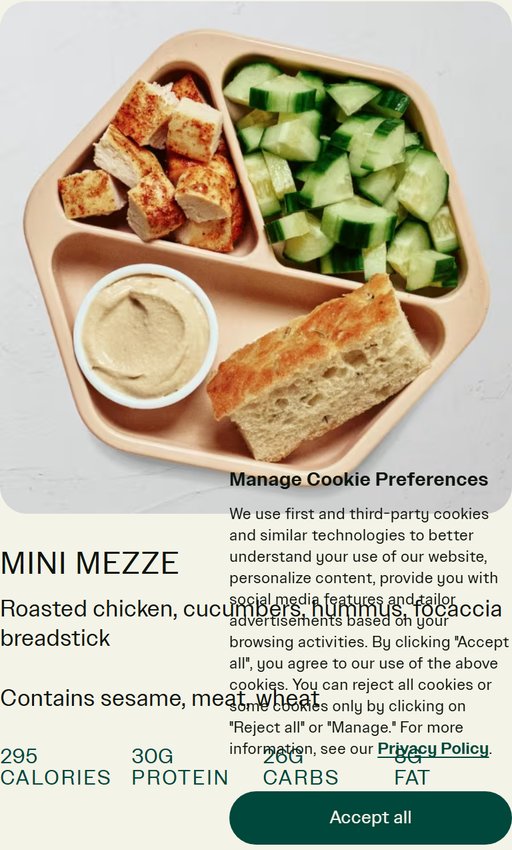 Manage Cookie Preferences
We use first and third-party cookies
and similar technologies to better
understand your use of our website,
personalize content, provide you with
social media features and tailor
advertisements based on your
browsing activities. By clicking "Accept
all", you agree to our use of the above
cookies. You can reject all cookies or
some cookies only by clicking on
"Reject all" or "Manage." For more
information, see our Privacy Policy.
Accept all
MINI MEZZE
Roasted chicken, cucumbers, hummus, focaccia
breadstick
Contains sesame, meat, wheat
295
CALORIES
30G
PROTEIN
26G
CARBS
8G
FAT